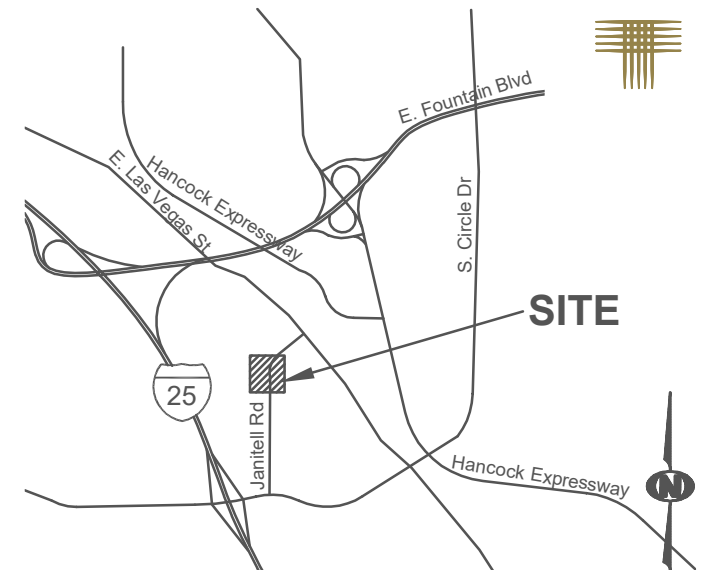 E. Fountain Blvd
Hancock Expressway
E. Las Vegas St
S. Circle Dr
SITE
25
Janitell Rd
Hancock Expressway
N